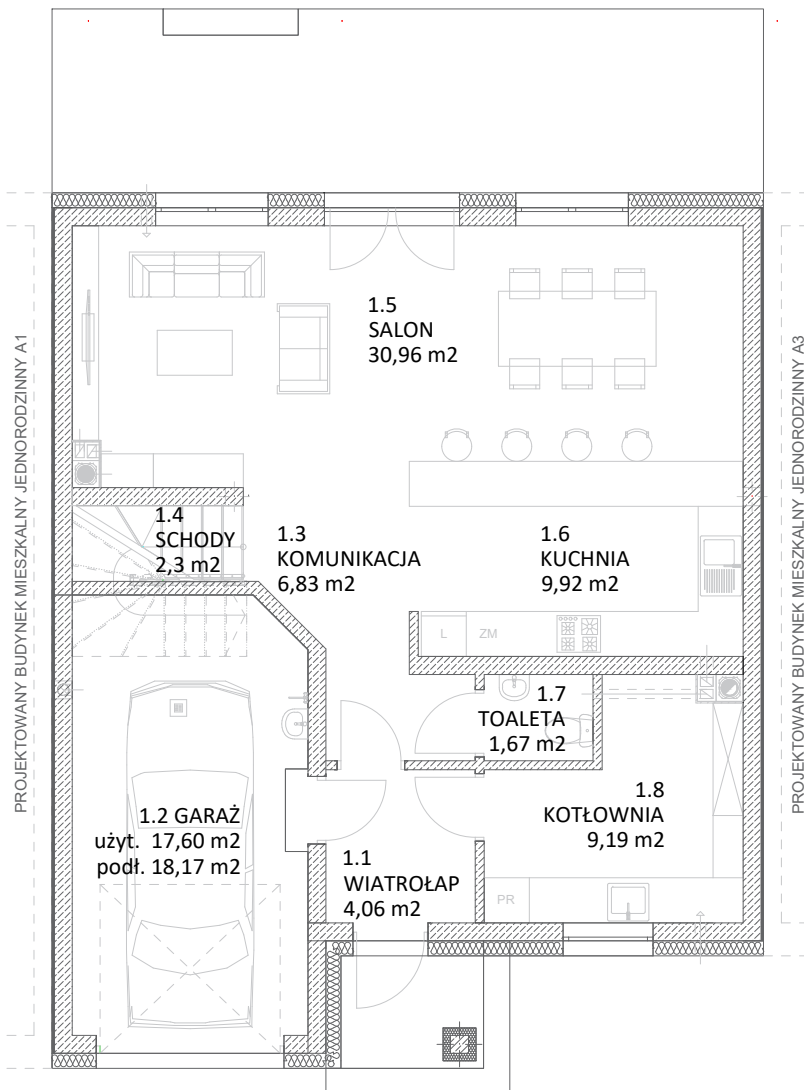 1.5
SALON
30,96 m2
PROJEKTOWANY BUDYNEK MIESZKALNY JEDNORODZINNY A1
PROJEKTOWANY BUDYNEK MIESZKALNY JEDNORODZINNY A3
1.4
SCHODY
2,3 m2
1.3
KOMUNIKACJA
6,83 m2
1.6
KUCHNIA
9,92 m2
L
ZM
1.7
TOALETA
1,67 m2
1.2 GARAŻ
użyt. 17,60 m2
podł. 18,17 m2
1.8
KOTŁOWNIA
9,19 m2
1.1
WIATROŁAP
4,06 m2
PR